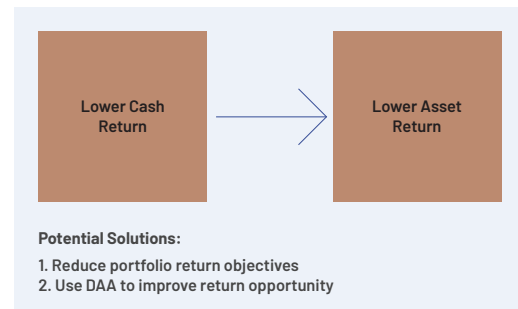 Lower Cash
Return
Lower Asset
Return
Potential Solutions:
1. Reduce portfolio return objectives
2. Use DAA to improve return opportunity